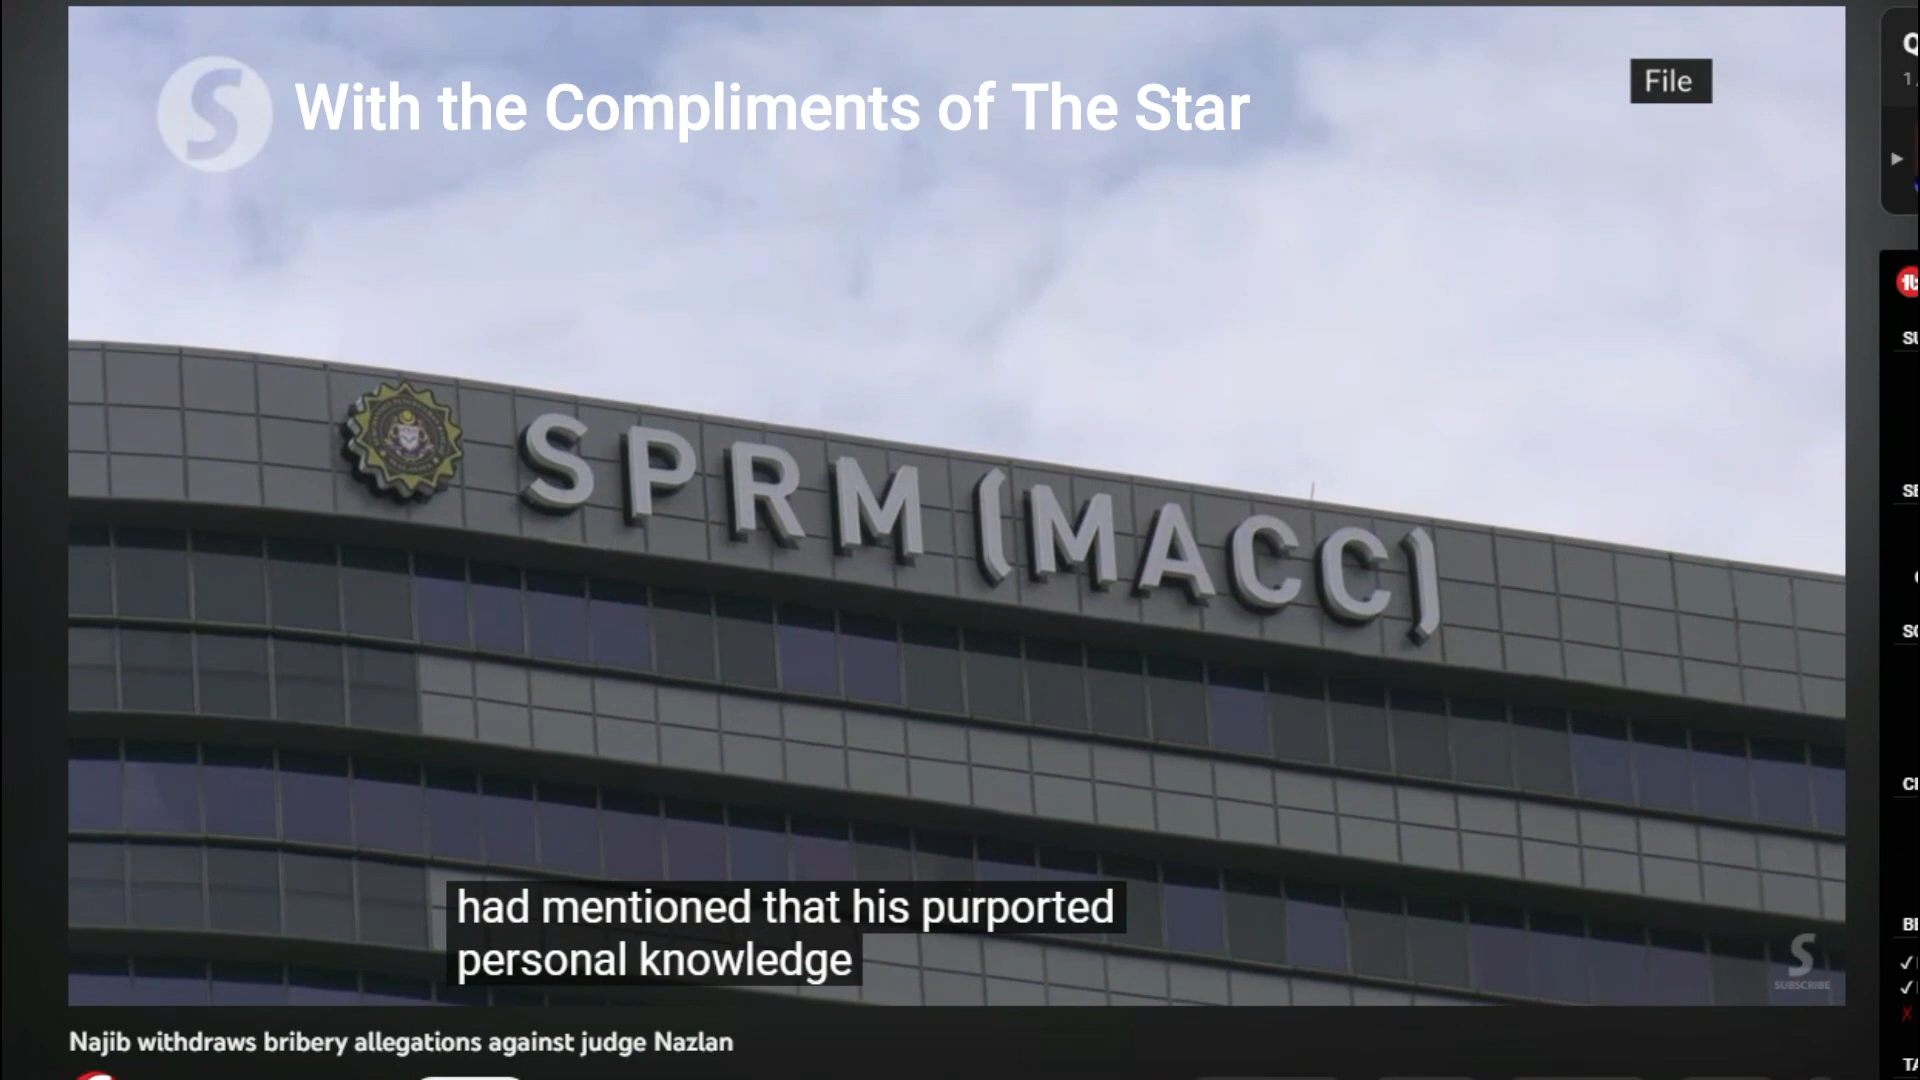 With the Compliments of The Star
File
SPRM (MACC)
had mentioned that his purported
personal knowledge
SUBSCRIBE
Najib withdraws bribery allegations against judge Nazlan